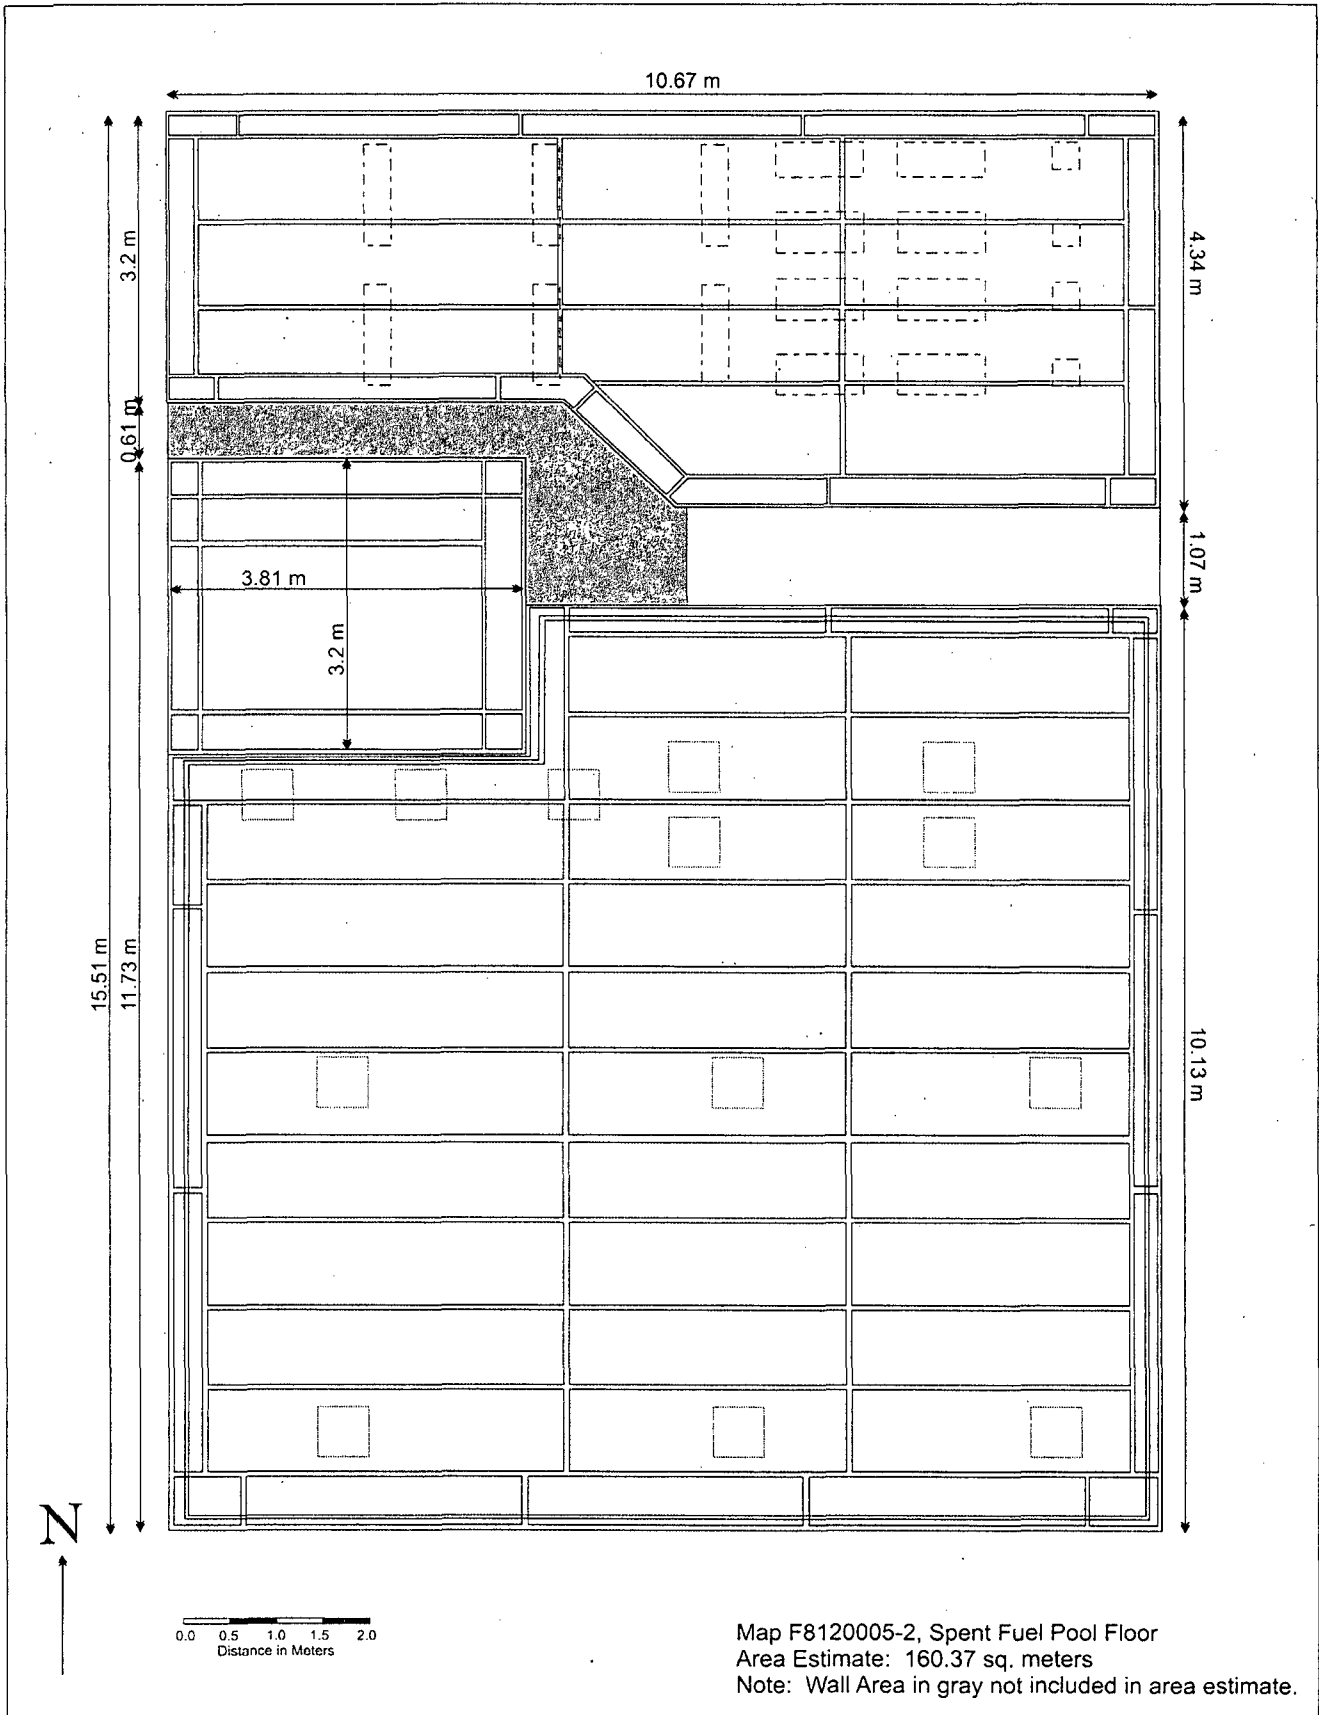 10.67 m
3.2 m
4.34 m
0.61 m
1.07 m
3.81 m
3.2 m
15.51 m
11.73 m
10.13 m
N
0.0 0.5 1.0 1.5 2.0
Distance in Meters
Map F8120005-2, Spent Fuel Pool Floor
Area Estimate: 160.37 sq. meters
Note: Wall Area in gray not included in area estimate.